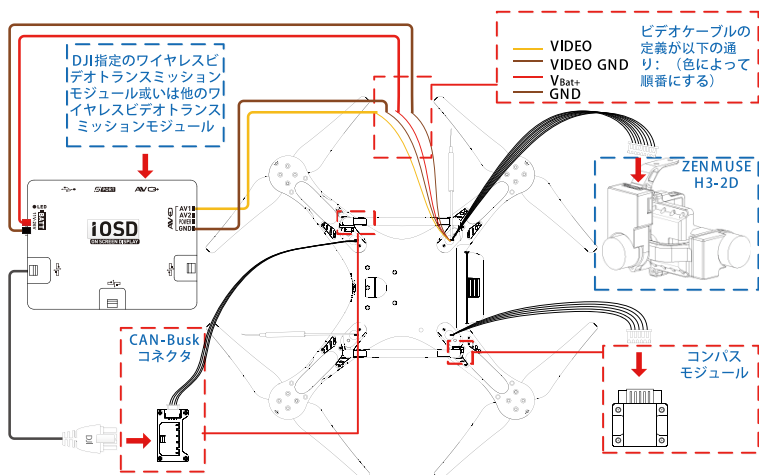 DJI指定のワイヤレスビ
デオトランスミッション
モジュール或いは他のワ
イヤレスビデオトランス
ミッションモジュール
VIDEO
VIDEO GND
VBat+
GND
ビデオケーブルの
定義が以下の通
り：（色によって
順番にする）
ZENMUSE
H3-2D
S-PORT
AV3+
LED
iOSD
ON SCREEN DISPLAY
AV1
AV2
POWER
GND
CAN-Busk
コネクタ
コンパス
モジュール
DJI